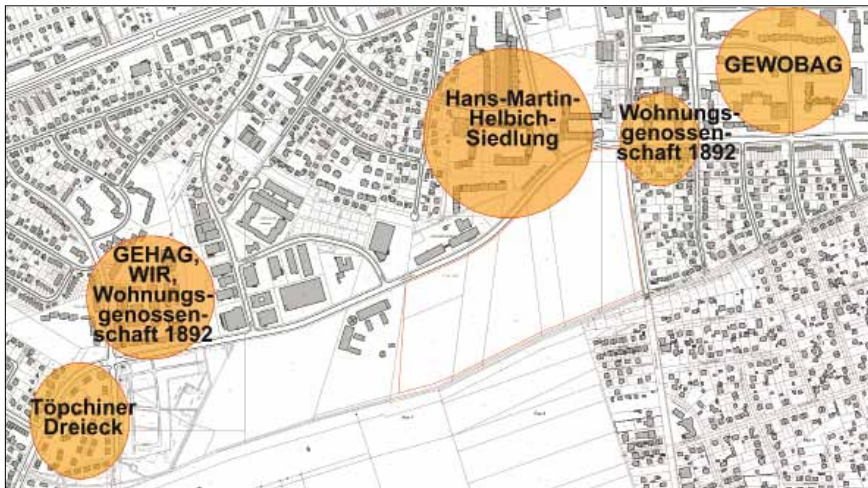 GEWOBAG
Hans-Martin-
Helbich-
Siedlung
Wohnungs-
genossen-
schaft 1892
GEHAG,
WIR,
Wohnungs-
genossen-
schaft 1892
Töpchiner
Dreieck